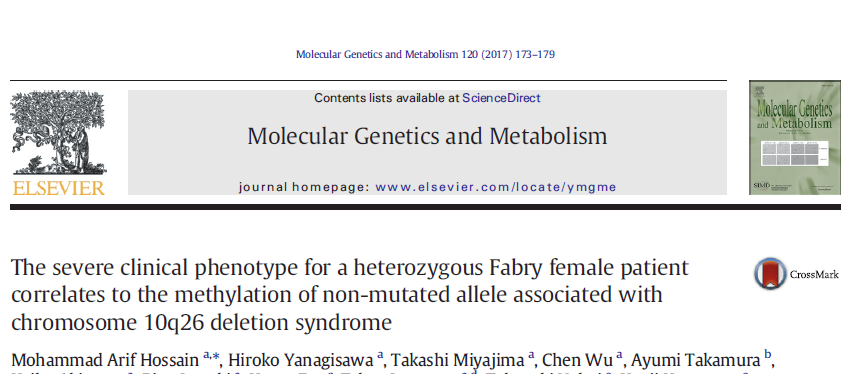 Molecular Genetics and Metabolism 120 (2017) 173–179
Contents lists available at ScienceDirect
Molecular Genetics and Metabolism
journal homepage: www.elsevier.com/locate/ymgme
ELSEVIER
Molecular Genetics
and Metabolism
SIMD
The severe clinical phenotype for a heterozygous Fabry female patient
correlates to the methylation of non-mutated allele associated with
chromosome 10q26 deletion syndrome
CrossMark
Mohammad Arif Hossain a,*, Hiroko Yanagisawa a, Takashi Miyajima a, Chen Wu a, Ayumi Takamura b,